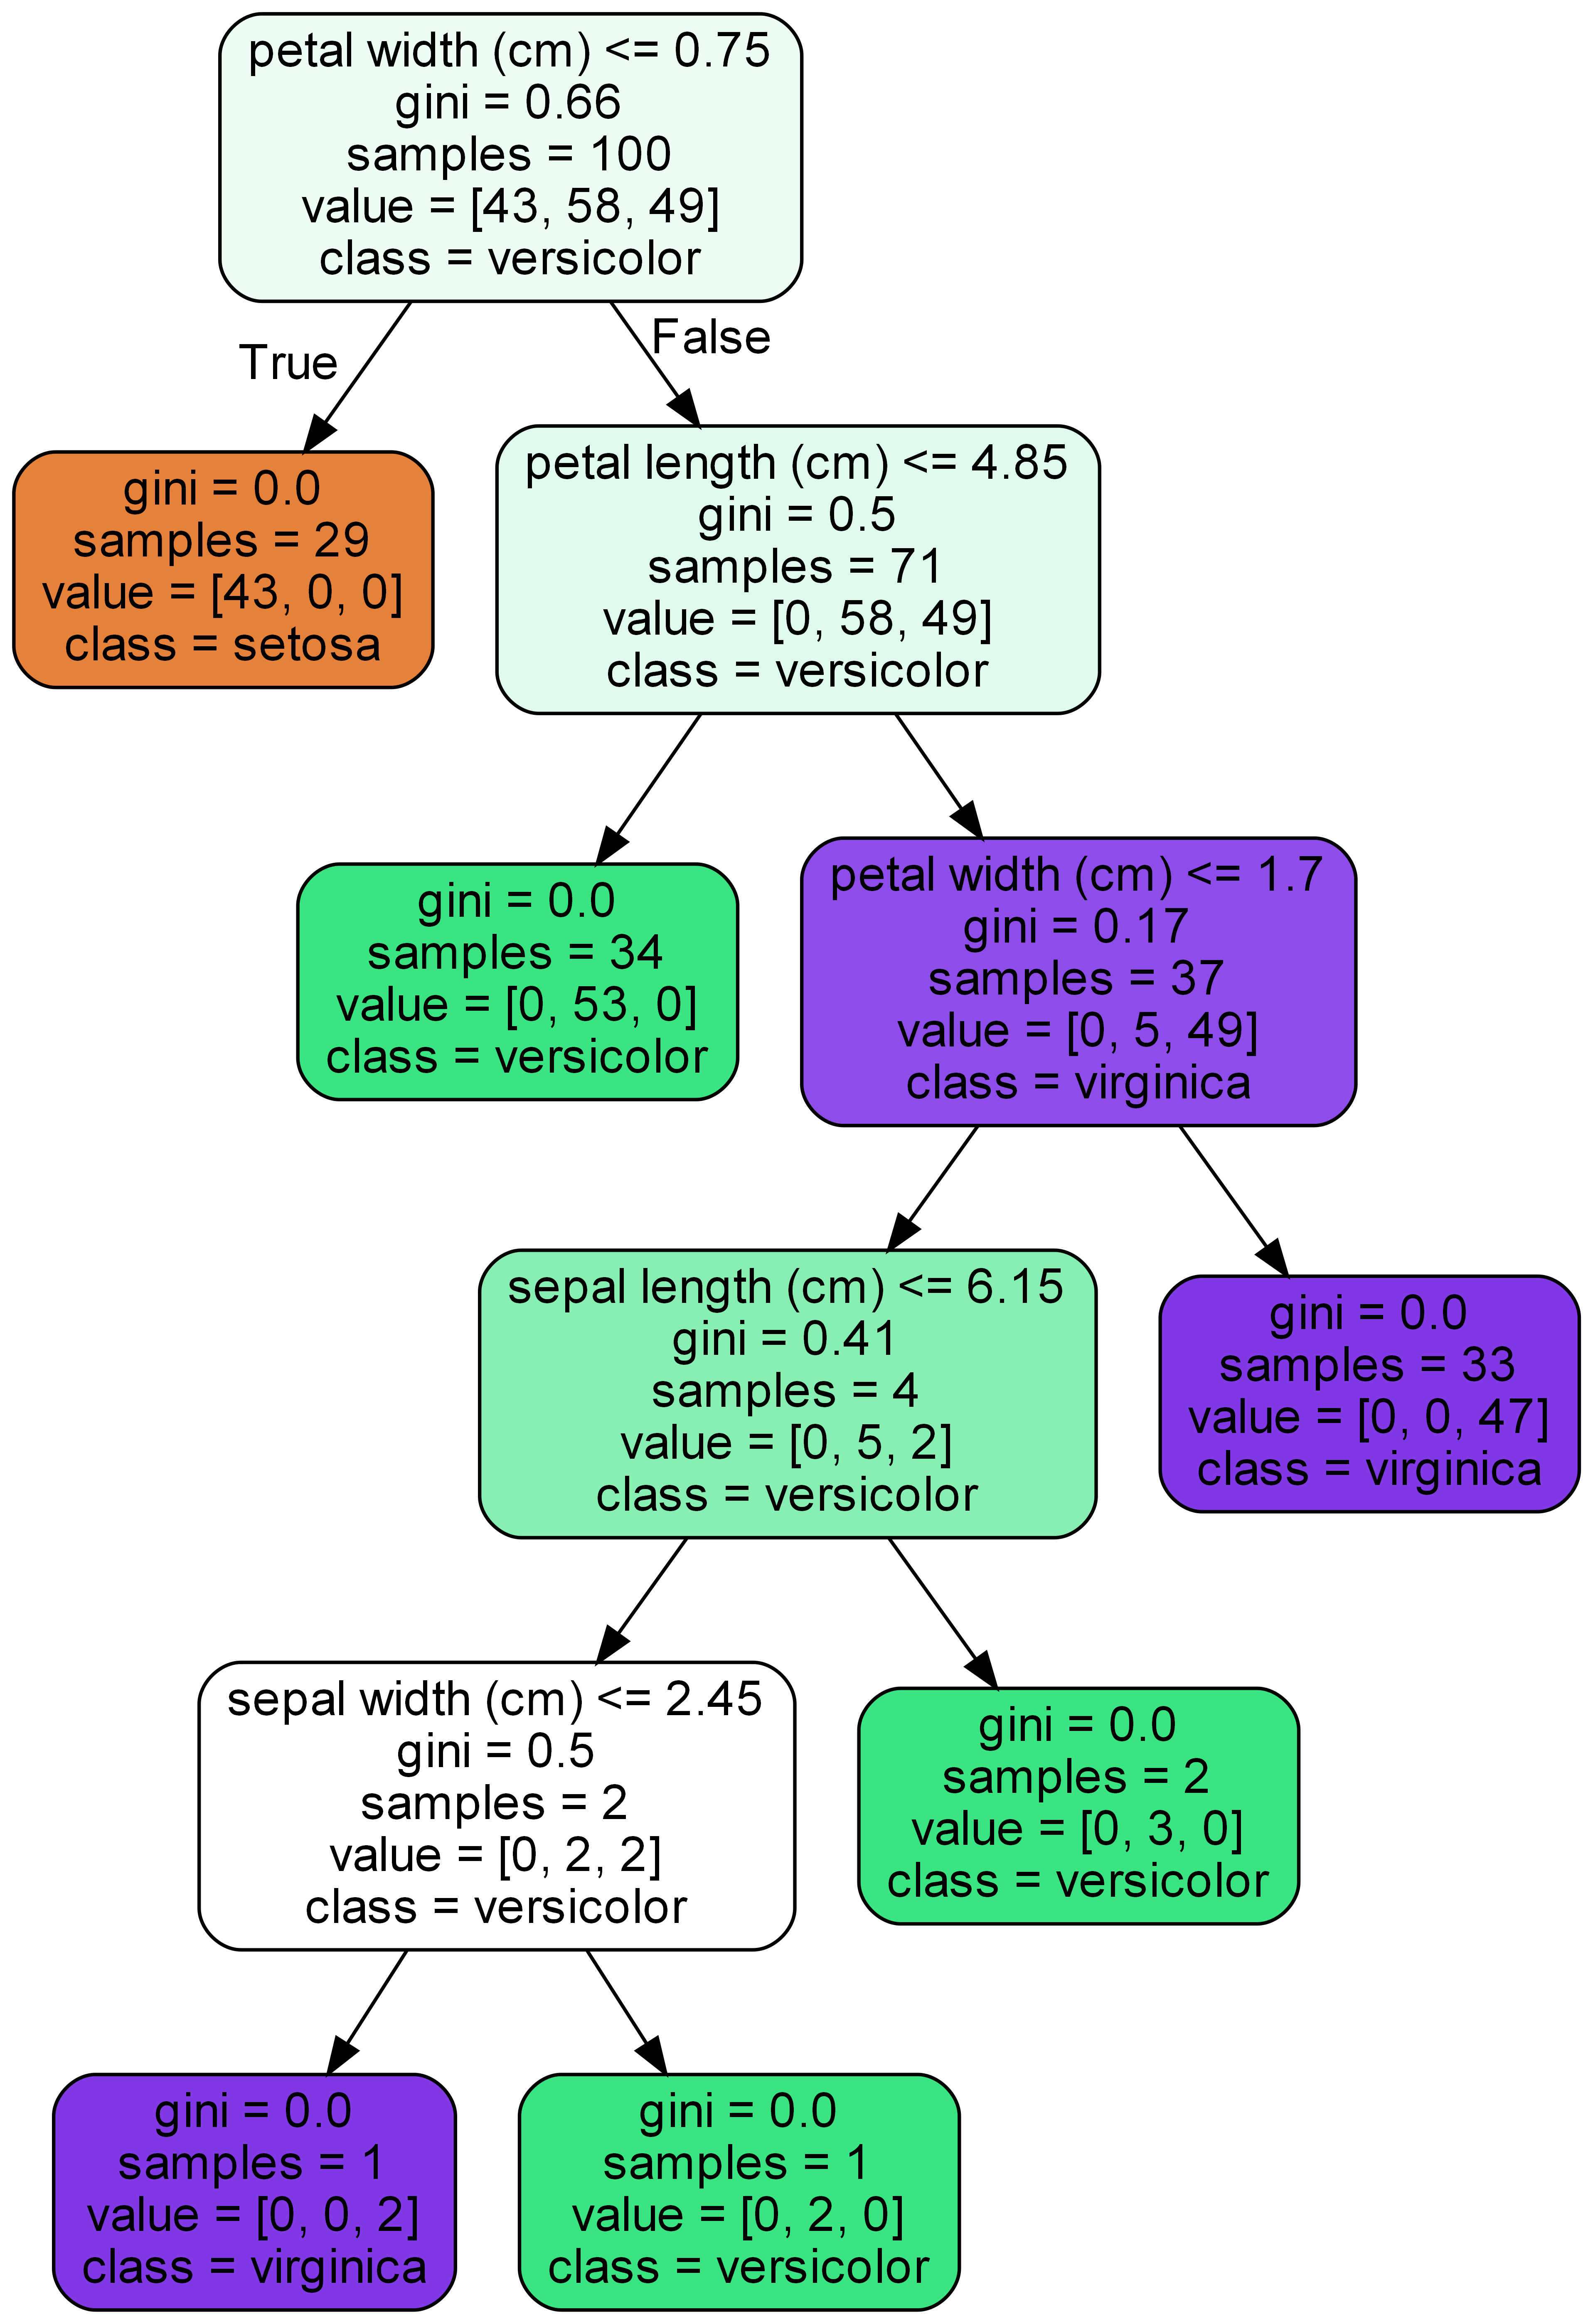 petal width (cm) <= 0.75
gini = 0.66
samples = 100
value = [43, 58, 49]
class = versicolor
True
False
gini = 0.0
samples = 29
value = [43, 0, 0]
class = setosa
petal length (cm) <= 4.85
gini = 0.5
samples = 71
value = [0, 58, 49]
class = versicolor
gini = 0.0
samples = 34
value = [0, 53, 0]
class = versicolor
petal width (cm) <= 1.7
gini = 0.17
samples = 37
value = [0, 5, 49]
class = virginica
sepal length (cm) <= 6.15
gini = 0.41
samples = 4
value = [0, 5, 2]
class = versicolor
gini = 0.0
samples = 33
value = [0, 0, 47]
class = virginica
sepal width (cm) <= 2.45
gini = 0.5
samples = 2
value = [0, 2, 2]
class = versicolor
gini = 0.0
samples = 2
value = [0, 3, 0]
class = versicolor
gini = 0.0
samples = 1
value = [0, 0, 2]
class = virginica
gini = 0.0
samples = 1
value = [0, 2, 0]
class = versicolor